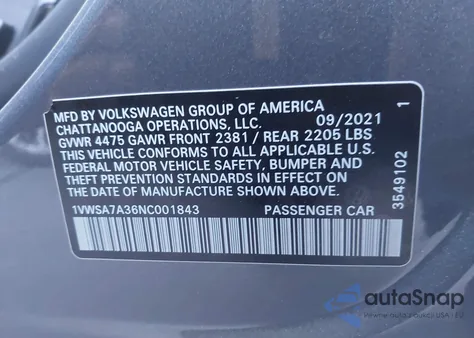 MFD BY VOLKSWAGEN GROUP OF AMERICA
CHATTANOOGA OPERATIONS, LLC. 09/2021 1
GVWR 4475 GAWR FRONT 2381 / REAR 2205 LBS
THIS VEHICLE CONFORMS TO ALL APPLICABLE U.S.
FEDERAL MOTOR VEHICLE SAFETY, BUMPER AND
THEFT PREVENTION STANDARDS IN EFFECT ON THE
DATE OF MANUFACTURE SHOWN ABOVE.
1VWSA7A36NC001843 PASSENGER CAR
3549102
autoSnap